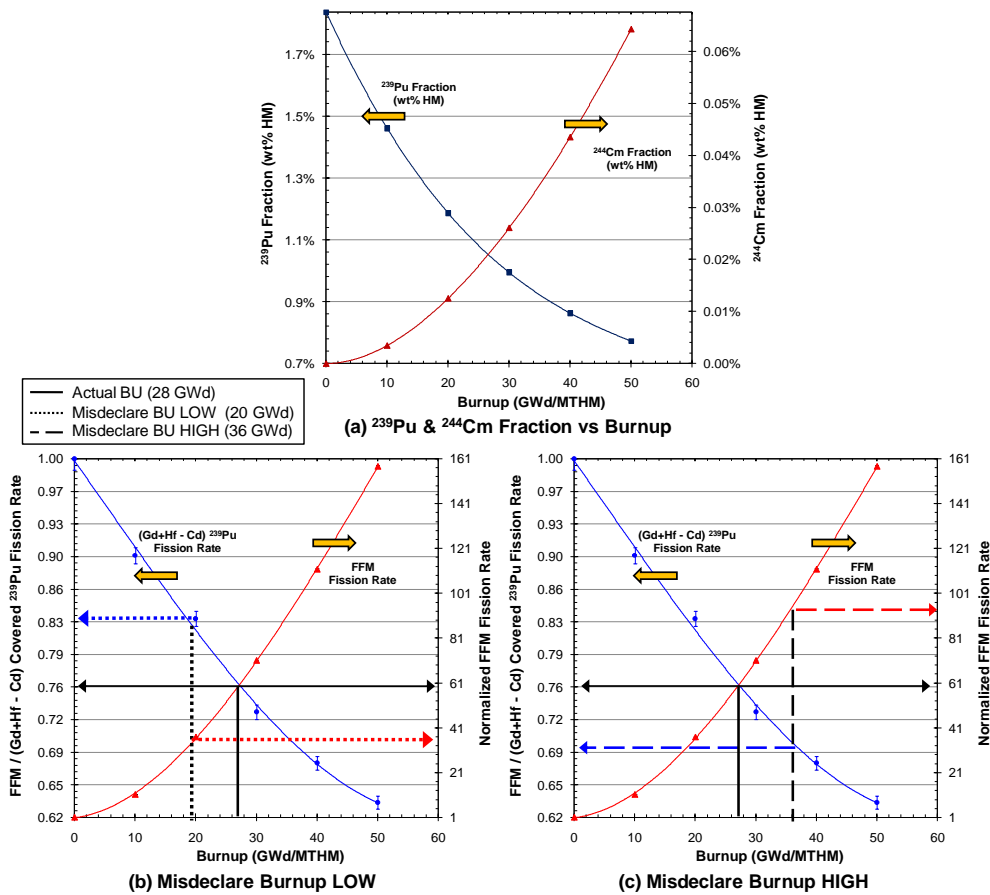 1.7%
1.5%
1.3%
1.1%
0.9%
0.7%
²³⁹Pu Fraction (wt% HM)
²³⁹Pu Fraction
(wt% HM)
²⁴⁴Cm Fraction
(wt% HM)
0.06%
0.05%
0.04%
0.03%
0.02%
0.01%
0.00%
²⁴⁴Cm Fraction (wt% HM)
0 10 20 30 40 50 60
Burnup (GWd/MTHM)
(a) ²³⁹Pu & ²⁴⁴Cm Fraction vs Burnup
Actual BU (28 GWd)
Misdeclare BU LOW (20 GWd)
Misdeclare BU HIGH (36 GWd)
1.00
0.97
0.93
0.90
0.86
0.83
0.79
0.76
0.72
0.69
0.65
0.62
FFM / (Gd+Hf - Cd) Covered ²³⁹Pu Fission Rate
(Gd+Hf - Cd) ²³⁹Pu
Fission Rate
FFM
Fission Rate
161
141
121
101
81
61
41
21
1
Normalized FFM Fission Rate
0 10 20 30 40 50 60
Burnup (GWd/MTHM)
(b) Misdeclare Burnup LOW
1.00
0.97
0.93
0.90
0.86
0.83
0.79
0.76
0.72
0.69
0.65
0.62
FFM / (Gd+Hf - Cd) Covered ²³⁹Pu Fission Rate
(Gd+Hf - Cd) ²³⁹Pu
Fission Rate
FFM
Fission Rate
161
141
121
101
81
61
41
21
1
Normalized FFM Fission Rate
0 10 20 30 40 50 60
Burnup (GWd/MTHM)
(c) Misdeclare Burnup HIGH